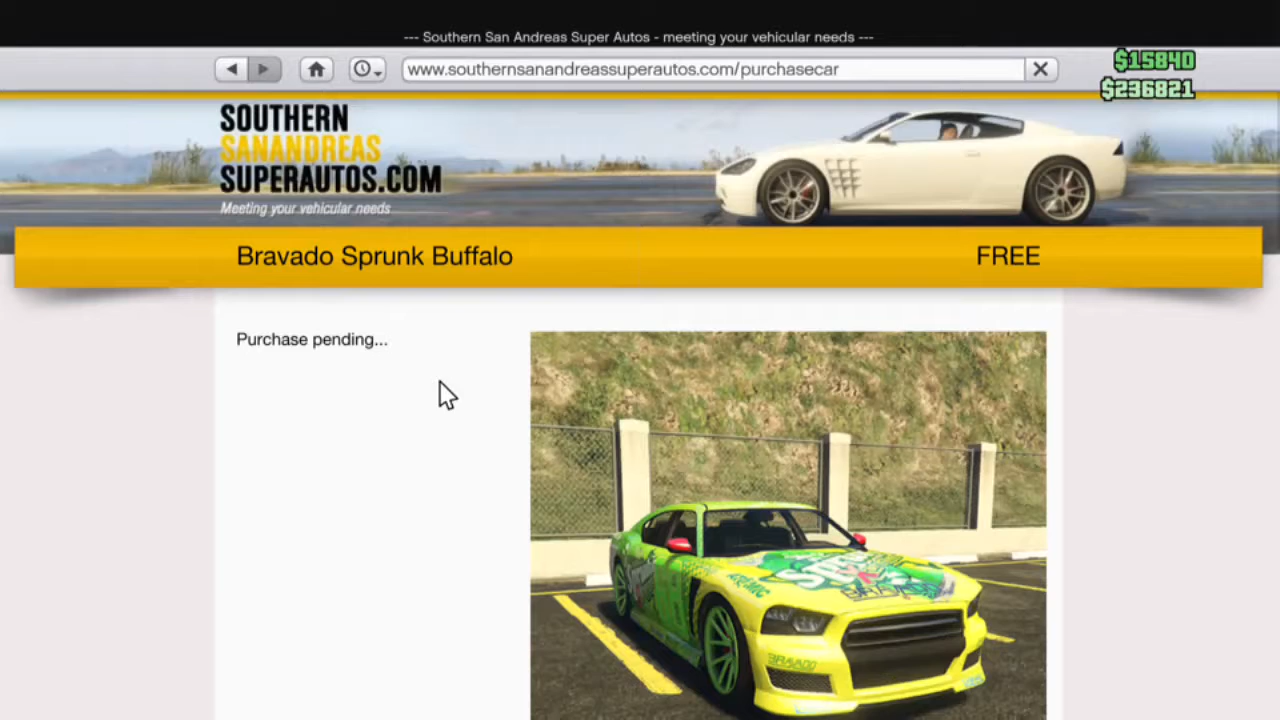 --- Southern San Andreas Super Autos - meeting your vehicular needs ---
www.southernsanandreassuperautos.com/purchasecar
$15840
$236821
SOUTHERN
SANANDREAS
SUPERAUTOS.COM
Meeting your vehicular needs
Bravado Sprunk Buffalo
FREE
Purchase pending...